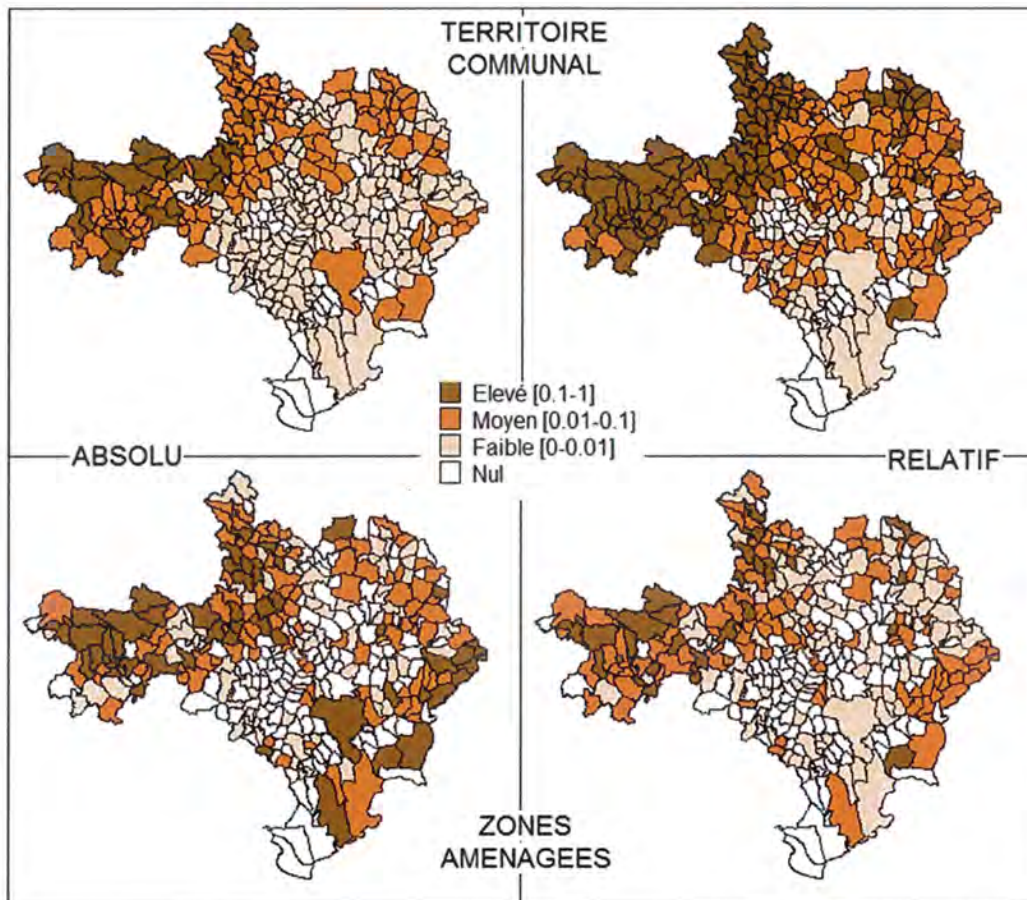 TERRITOIRE
COMMUNAL
Elevé [0.1-1]
Moyen [0.01-0.1]
Faible [0-0.01]
Nul
ABSOLU
RELATIF
ZONES
AMENAGEES